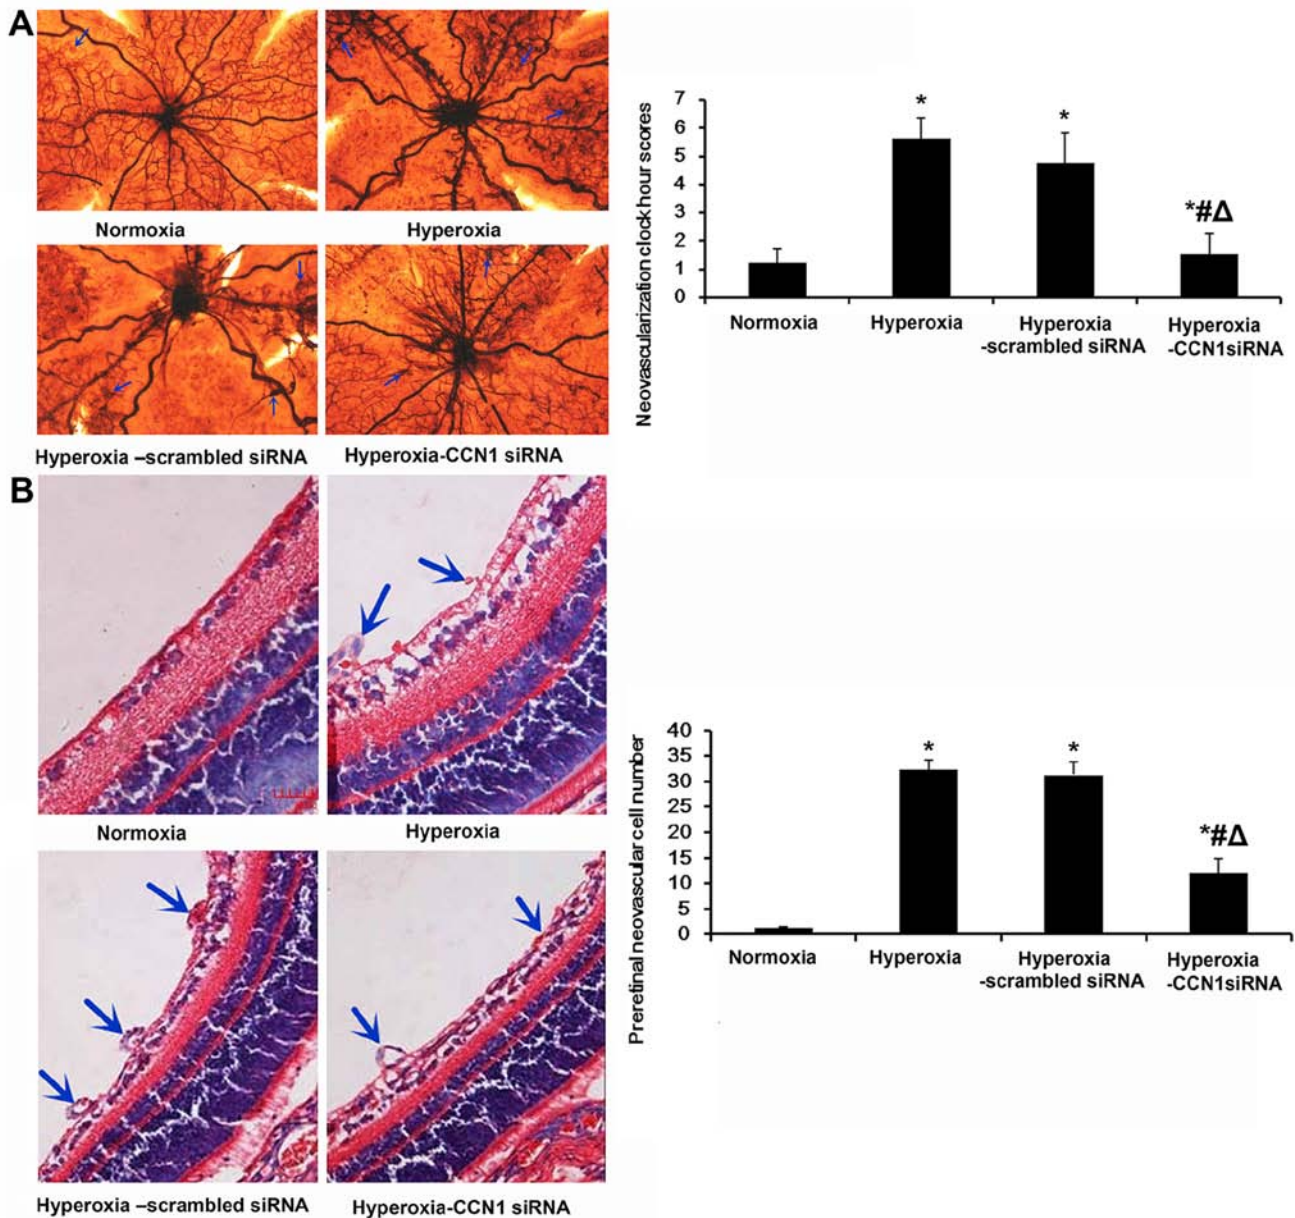 A
Normoxia
Hyperoxia
Hyperoxia –scrambled siRNA
Hyperoxia-CCN1 siRNA
Neovascularization clock hour scores
7
6
5
4
3
2
1
0
*
*
*#Δ
Normoxia
Hyperoxia
Hyperoxia
-scrambled siRNA
Hyperoxia
-CCN1siRNA
B
Normoxia
Hyperoxia
Hyperoxia –scrambled siRNA
Hyperoxia-CCN1 siRNA
Preretinal neovascular cell number
40
35
30
25
20
15
10
5
0
*
*
*#Δ
Normoxia
Hyperoxia
Hyperoxia
-scrambled siRNA
Hyperoxia
-CCN1siRNA